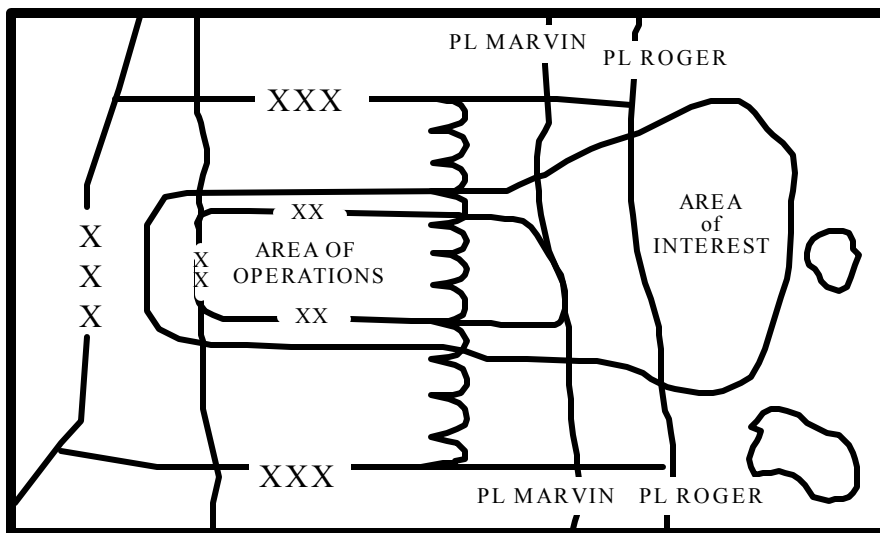 PL MARVIN
PL ROGER
XXX
AREA
of
INTEREST
XX
X
X
X
AREA OF
OPERATIONS
X
X
XX
XXX
PL MARVIN
PL ROGER